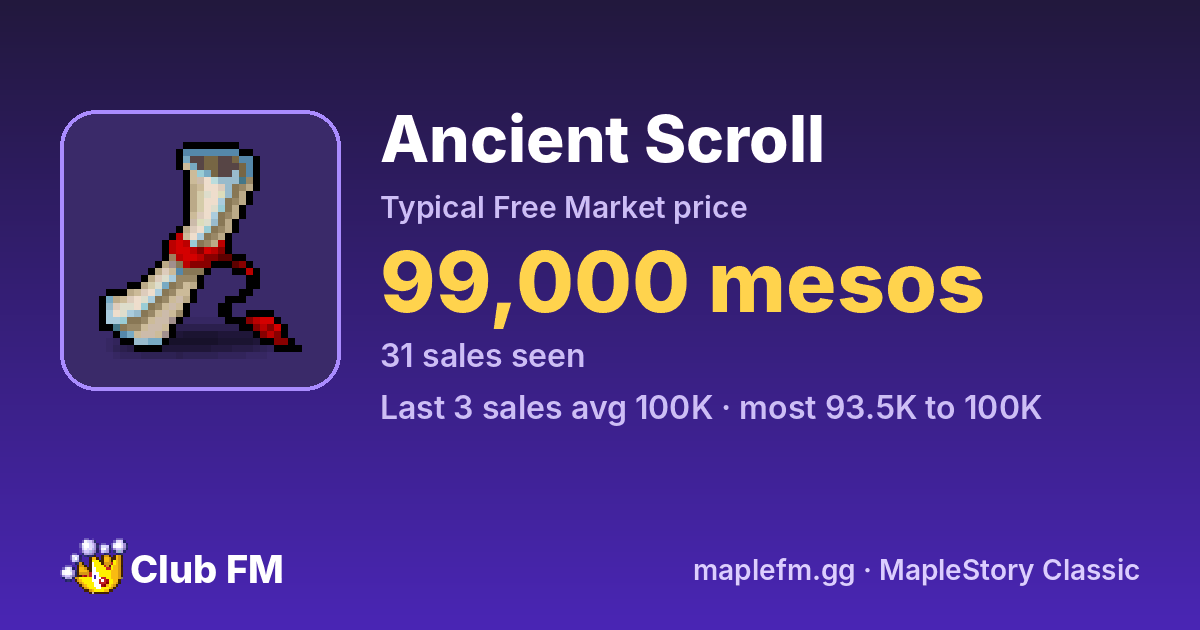 Ancient Scroll
Typical Free Market price
99,000 mesos
31 sales seen
Last 3 sales avg 100K · most 93.5K to 100K
Club FM
maplefm.gg · MapleStory Classic